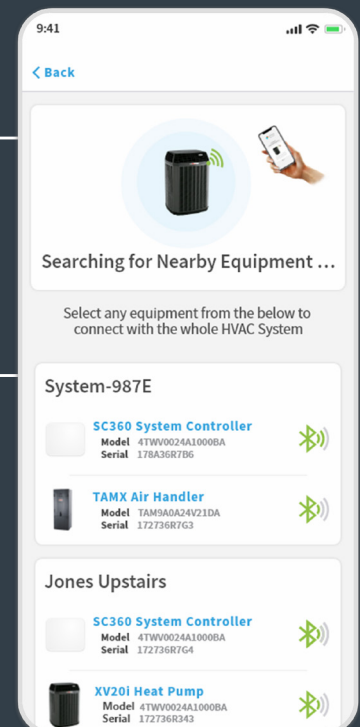 9:41
Back
Searching for Nearby Equipment ...
Select any equipment from the below to
connect with the whole HVAC System
System-987E
SC360 System Controller
Model 4TWV0024A1000BA
Serial 178A36R7B6
TAMX Air Handler
Model TAM9A0A24V21DA
Serial 172736R7G3
Jones Upstairs
SC360 System Controller
Model 4TWV0024A1000BA
Serial 172736R7G4
XV20i Heat Pump
Model 4TWV0024A1000BA
Serial 172736R343